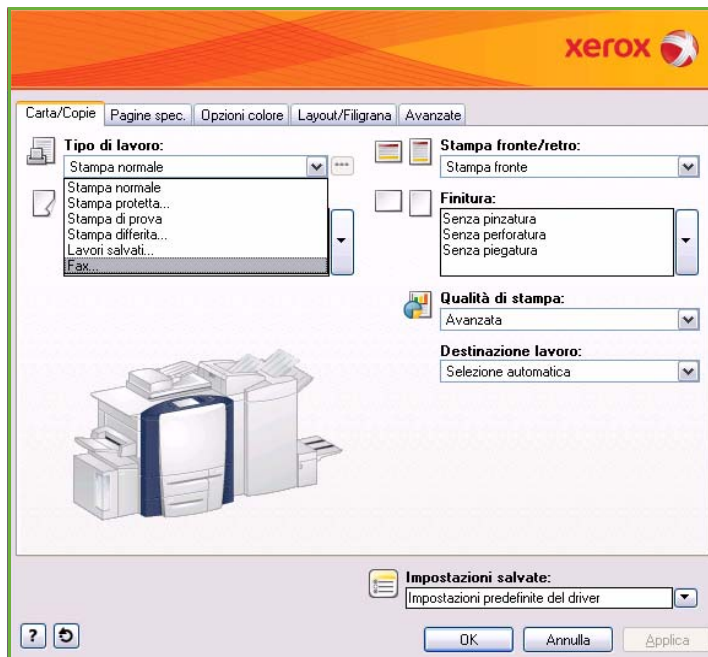 xerox
Carta/Copie Pagine spec. Opzioni colore Layout/Filigrana Avanzate
Tipo di lavoro:
Stampa normale
Stampa normale
Stampa protetta...
Stampa di prova
Stampa differita...
Lavori salvati...
Fax...
Stampa fronte/retro:
Stampa fronte
Finitura:
Senza pinzatura
Senza perforatura
Senza piegatura
Qualità di stampa:
Avanzata
Destinazione lavoro:
Selezione automatica
Impostazioni salvate:
Impostazioni predefinite del driver
?
OK Annulla Applica